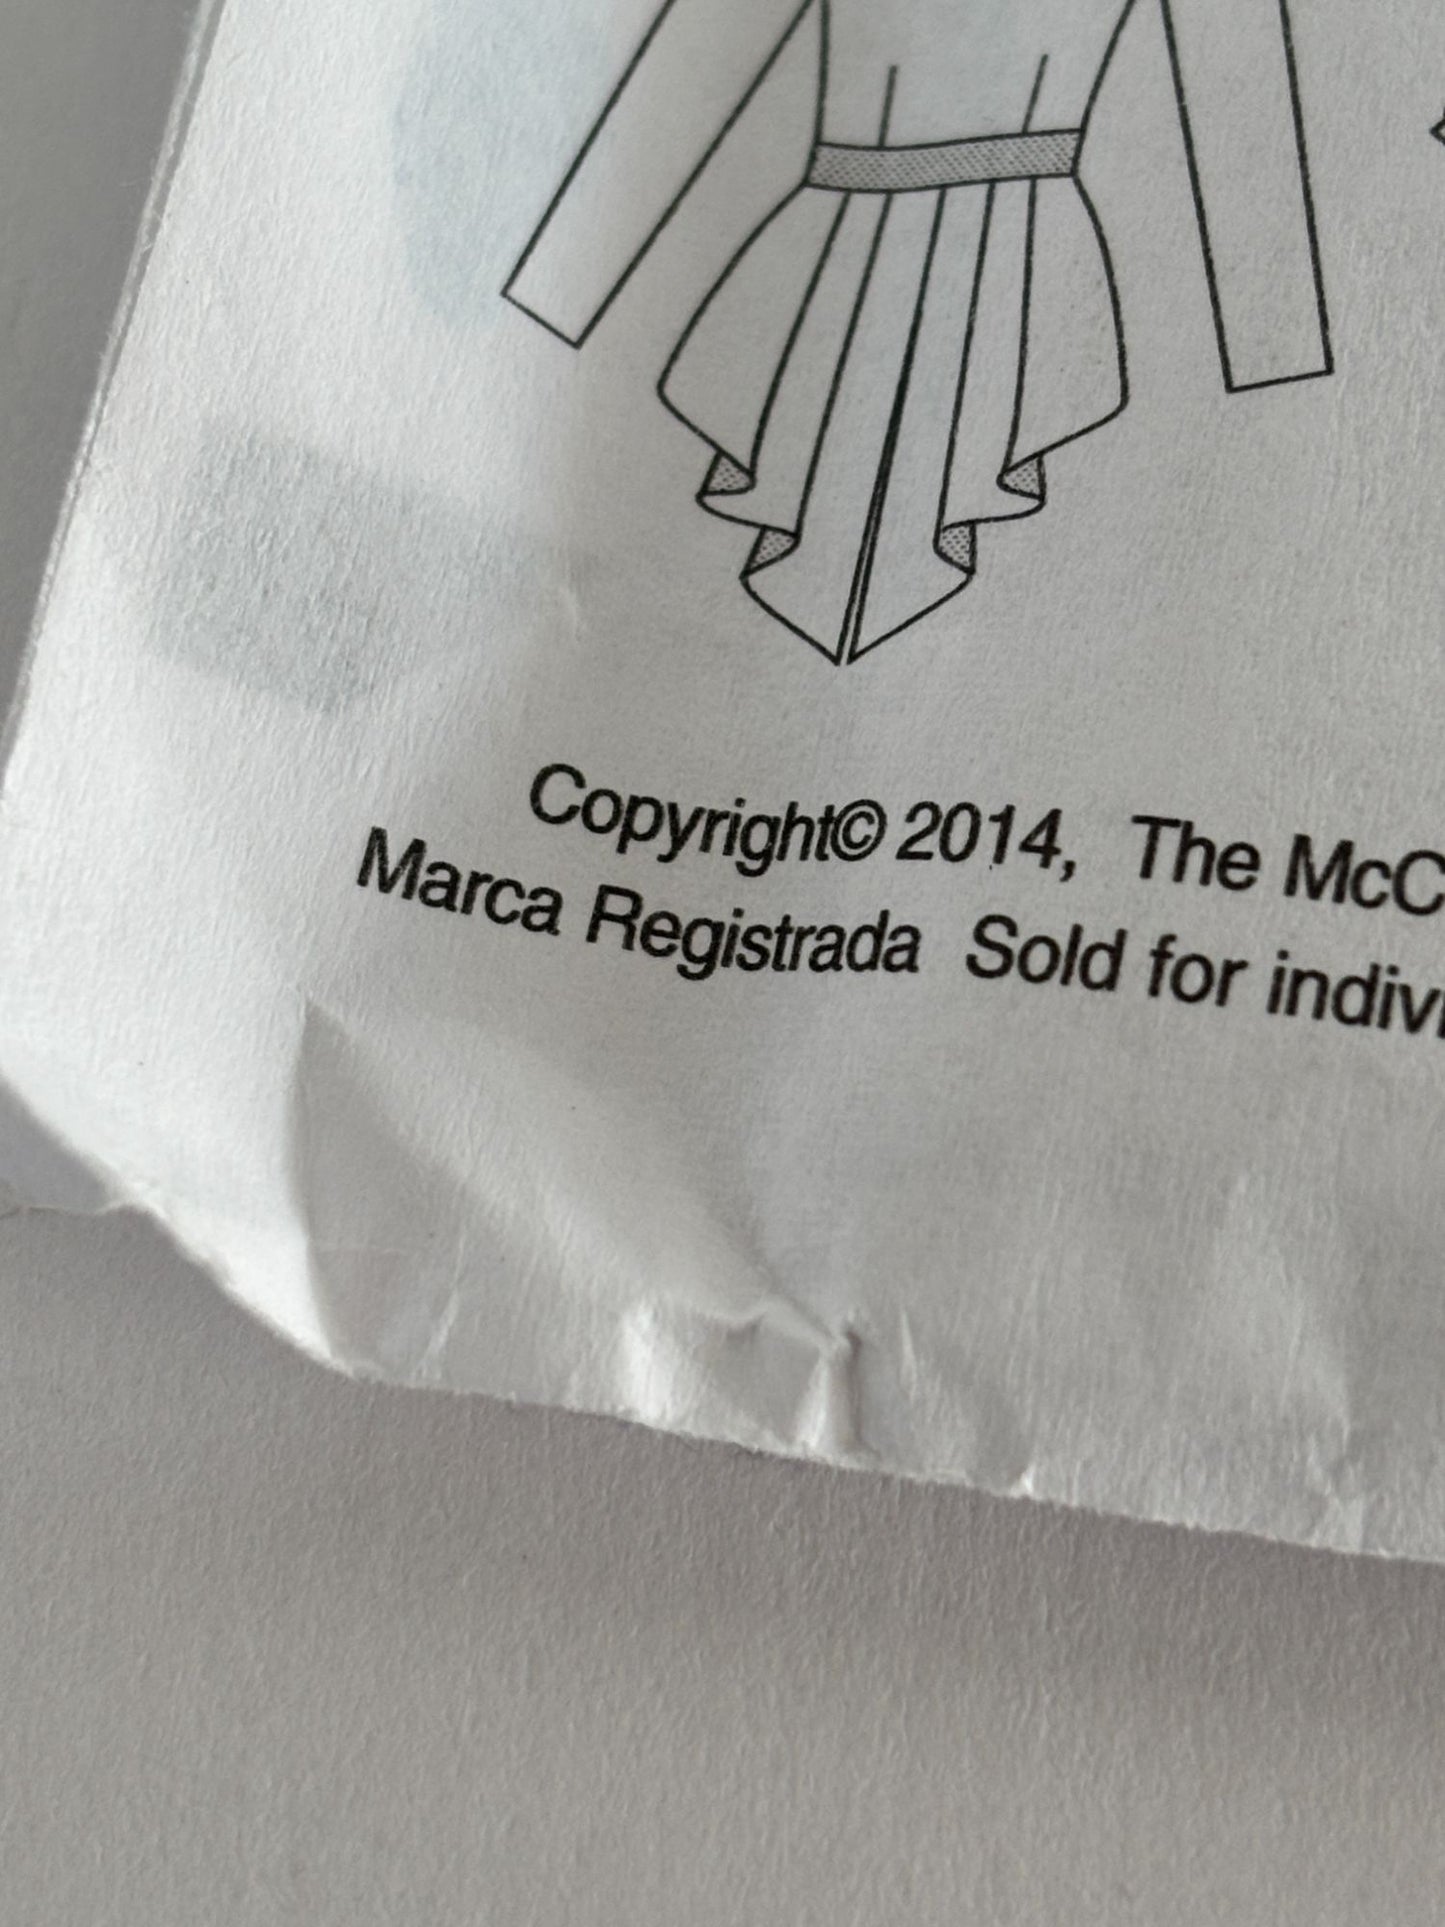 Copyright© 2014, The McC
Marca Registrada Sold for indivi